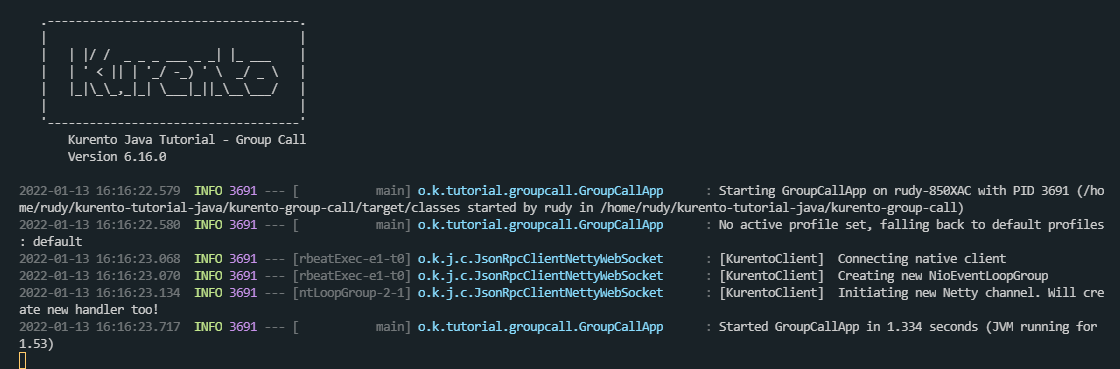 Kurento
Kurento Java Tutorial - Group Call
Version 6.16.0
2022-01-13 16:16:22.579  INFO 3691 --- [           main] o.k.tutorial.groupcall.GroupCallApp      : Starting GroupCallApp on rudy-850XAC with PID 3691 (/ho
me/rudy/kurento-tutorial-java/kurento-group-call/target/classes started by rudy in /home/rudy/kurento-tutorial-java/kurento-group-call)
2022-01-13 16:16:22.580  INFO 3691 --- [           main] o.k.tutorial.groupcall.GroupCallApp      : No active profile set, falling back to default profiles
: default
2022-01-13 16:16:23.068  INFO 3691 --- [rbeatExec-e1-t0] o.k.j.c.JsonRpcClientNettyWebSocket      : [KurentoClient]  Connecting native client
2022-01-13 16:16:23.070  INFO 3691 --- [rbeatExec-e1-t0] o.k.j.c.JsonRpcClientNettyWebSocket      : [KurentoClient]  Creating new NioEventLoopGroup
2022-01-13 16:16:23.134  INFO 3691 --- [ntLoopGroup-2-1] o.k.j.c.JsonRpcClientNettyWebSocket      : [KurentoClient]  Initiating new Netty channel. Will cre
ate new handler too!
2022-01-13 16:16:23.717  INFO 3691 --- [           main] o.k.tutorial.groupcall.GroupCallApp      : Started GroupCallApp in 1.334 seconds (JVM running for
1.53)